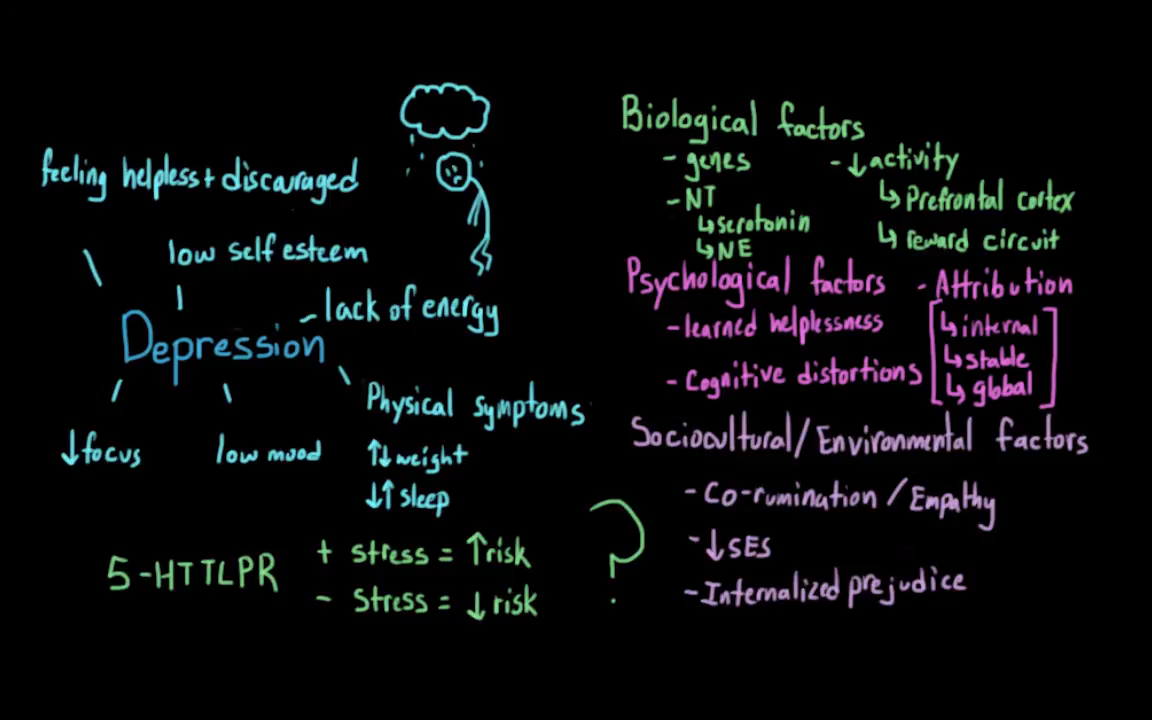 feeling helpless + discouraged
low self esteem
lack of energy
Depression
Physical symptoms
↑↓ weight
↓↑ sleep
↓focus
low mood
5-HTTLPR
+ stress = ↑risk
- stress = ↓ risk
?
Biological factors
- genes
- NT
↳serotonin
↳NE
- ↓activity
↳ Prefrontal cortex
↳ reward circuit
Psychological factors
- learned helplessness
- Cognitive distortions
- Attribution
↳internal
↳stable
↳ global
Sociocultural/Environmental factors
- Co-rumination / Empathy
- ↓SES
- Internalized prejudice